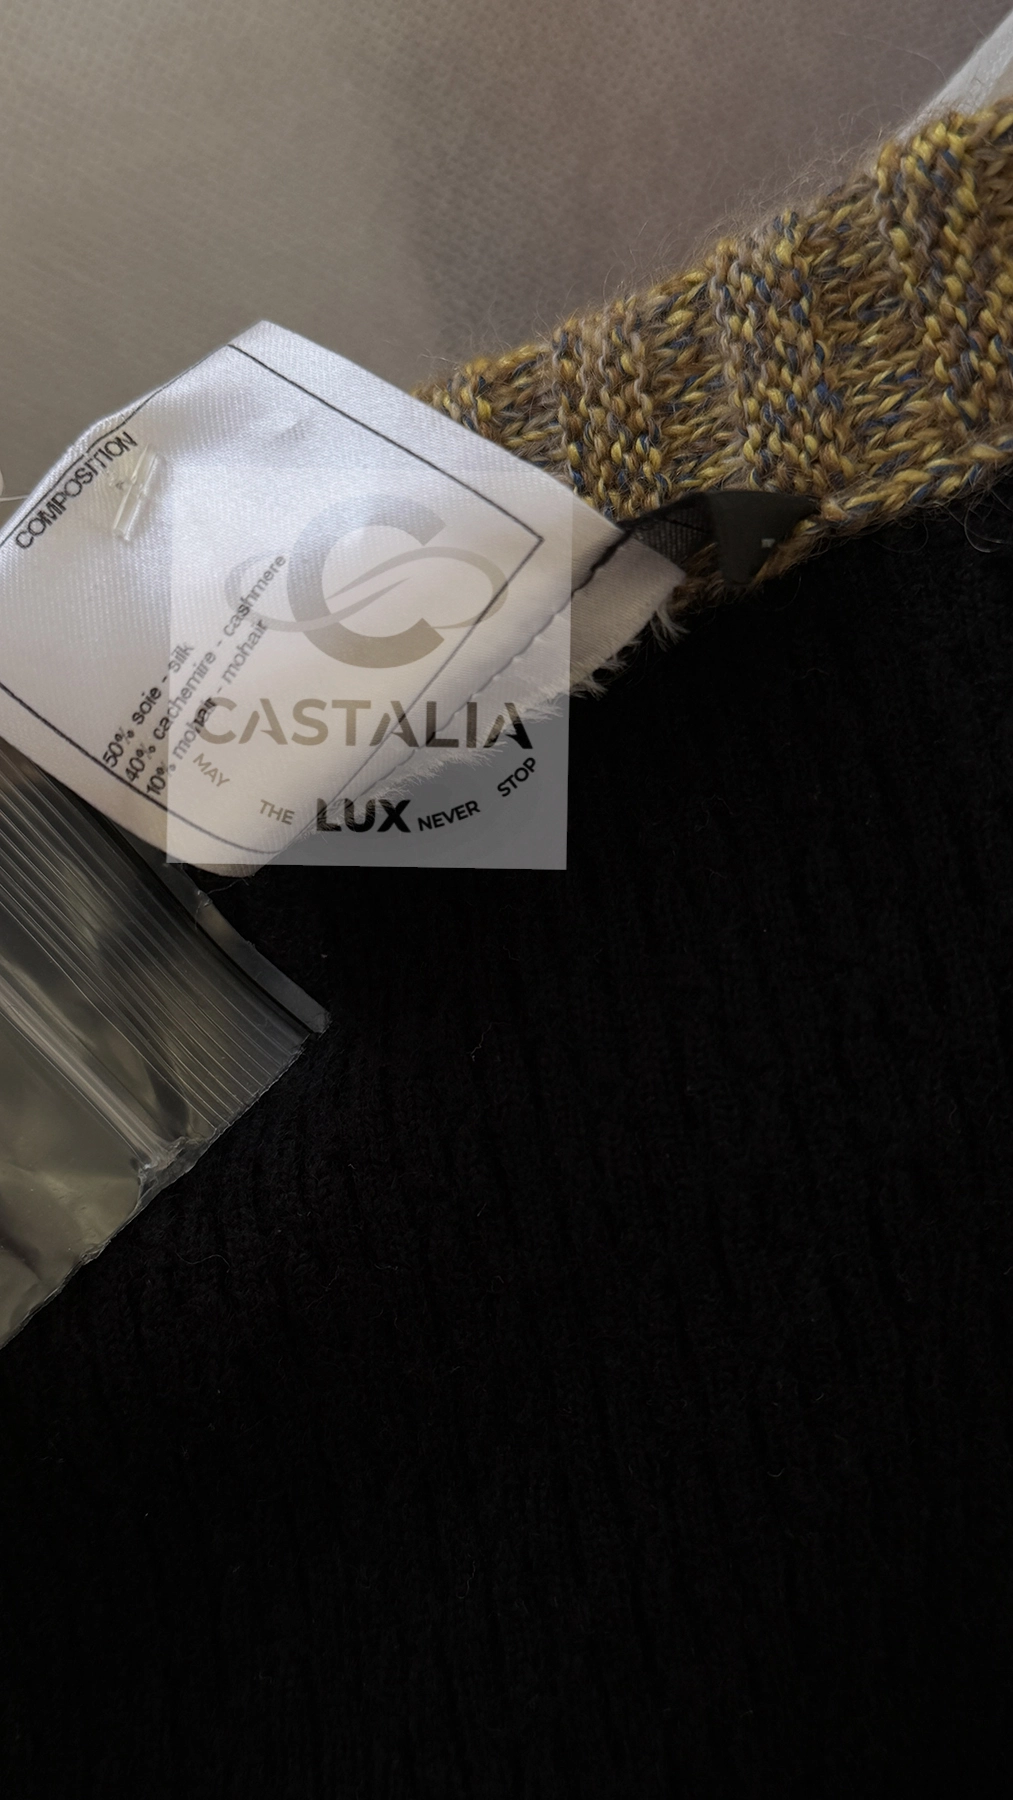 COMPOSITION
50% soie - silk
40% cachemire - cashmere
10% mohair - mohair
C
CASTALIA
MAY THE LUX NEVER STOP